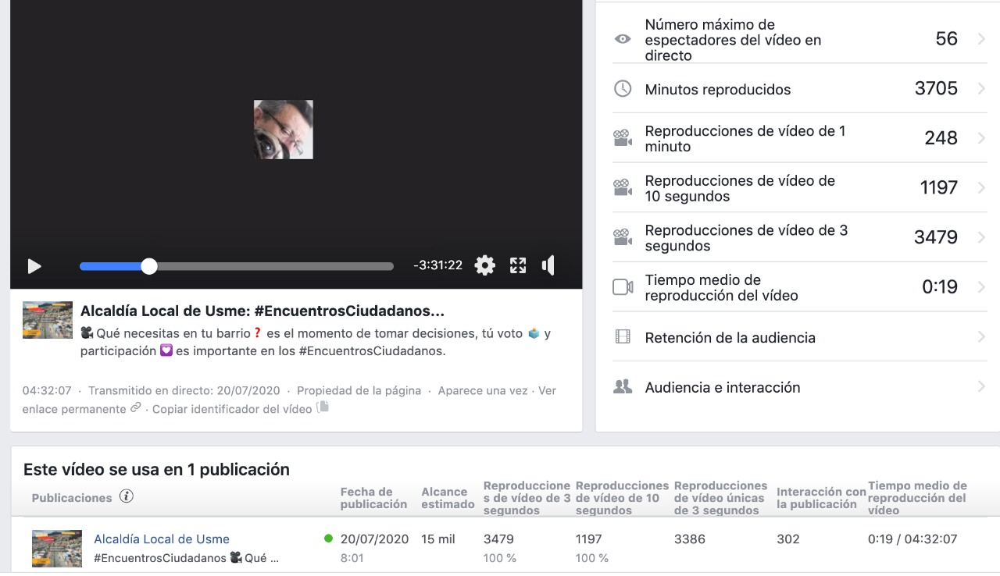 -3:31:22
Alcaldía Local de Usme: #EncuentrosCiudadanos...
🎥Qué necesitas en tu barrio❓ es el momento de tomar decisiones, tú voto 🗳 y
participación 💟 es importante en los #EncuentrosCiudadanos.
04:32:07 · Transmitido en directo: 20/07/2020 · Propiedad de la página · Aparece una vez · Ver
enlace permanente · Copiar identificador del vídeo
Número máximo de
espectadores del vídeo en
directo
56
Minutos reproducidos
3705
Reproducciones de vídeo de 1
minuto
248
Reproducciones de vídeo de
10 segundos
1197
Reproducciones de vídeo de 3
segundos
3479
Tiempo medio de
reproducción del vídeo
0:19
Retención de la audiencia
Audiencia e interacción
Este vídeo se usa en 1 publicación
Publicaciones
Fecha de
publicación
Alcance
estimado
Reproduccione
s de vídeo de 3
segundos
Reproducciones
de vídeo de 10
segundos
Reproducciones
de vídeo únicas
de 3 segundos
Interacción con
la publicación
Tiempo medio de
reproducción del
vídeo
Alcaldía Local de Usme
#EncuentrosCiudadanos 🎥Qué ...
20/07/2020
8:01
15 mil
3479
100 %
1197
100 %
3386
302
0:19 / 04:32:07